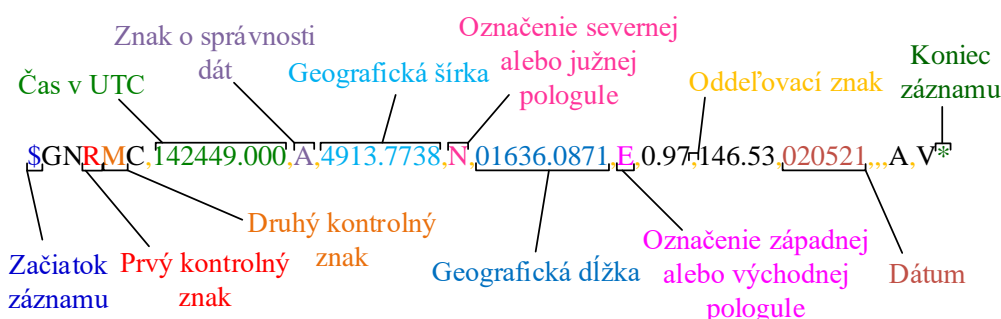 Znak o správnosti
dát
Označenie severnej
alebo južnej
pologule
Čas v UTC
Geografická šírka
Oddeľovací znak
Koniec
záznamu
$GNRMC,142449.000,A,4913.7738,N,01636.0871,E,0.97,146.53,020521,,,A,V*
Začiatok
záznamu
Prvý kontrolný
znak
Druhý kontrolný
znak
Geografická dĺžka
Označenie západnej
alebo východnej
pologule
Dátum